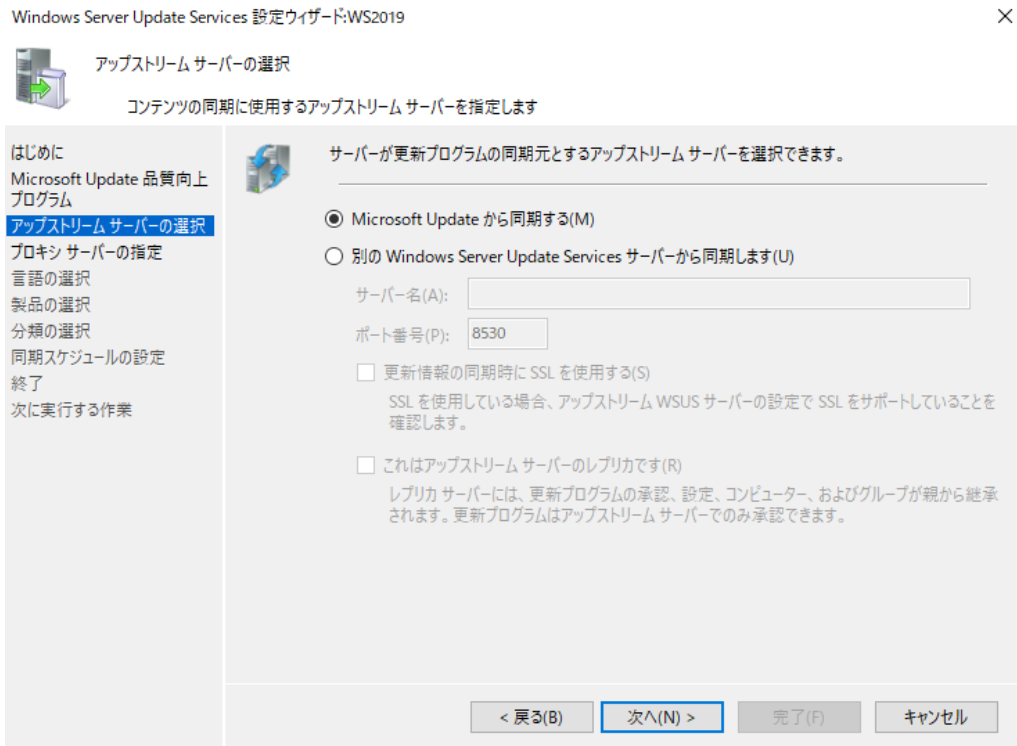 Windows Server Update Services 設定ウィザード:WS2019
アップストリーム サーバーの選択
コンテンツの同期に使用するアップストリーム サーバーを指定します
はじめに
Microsoft Update 品質向上
プログラム
アップストリーム サーバーの選択
プロキシ サーバーの指定
言語の選択
製品の選択
分類の選択
同期スケジュールの設定
終了
次に実行する作業
サーバーが更新プログラムの同期元とするアップストリーム サーバーを選択できます。
Microsoft Update から同期する(M)
別の Windows Server Update Services サーバーから同期します(U)
サーバー名(A):
ポート番号(P):
8530
更新情報の同期時に SSL を使用する(S)
SSL を使用している場合、アップストリーム WSUS サーバーの設定で SSL をサポートしていることを
確認します。
これはアップストリーム サーバーのレプリカです(R)
レプリカ サーバーには、更新プログラムの承認、設定、コンピューター、およびグループが親から継承
されます。更新プログラムはアップストリーム サーバーでのみ承認できます。
< 戻る(B)
次へ(N) >
完了(F)
キャンセル